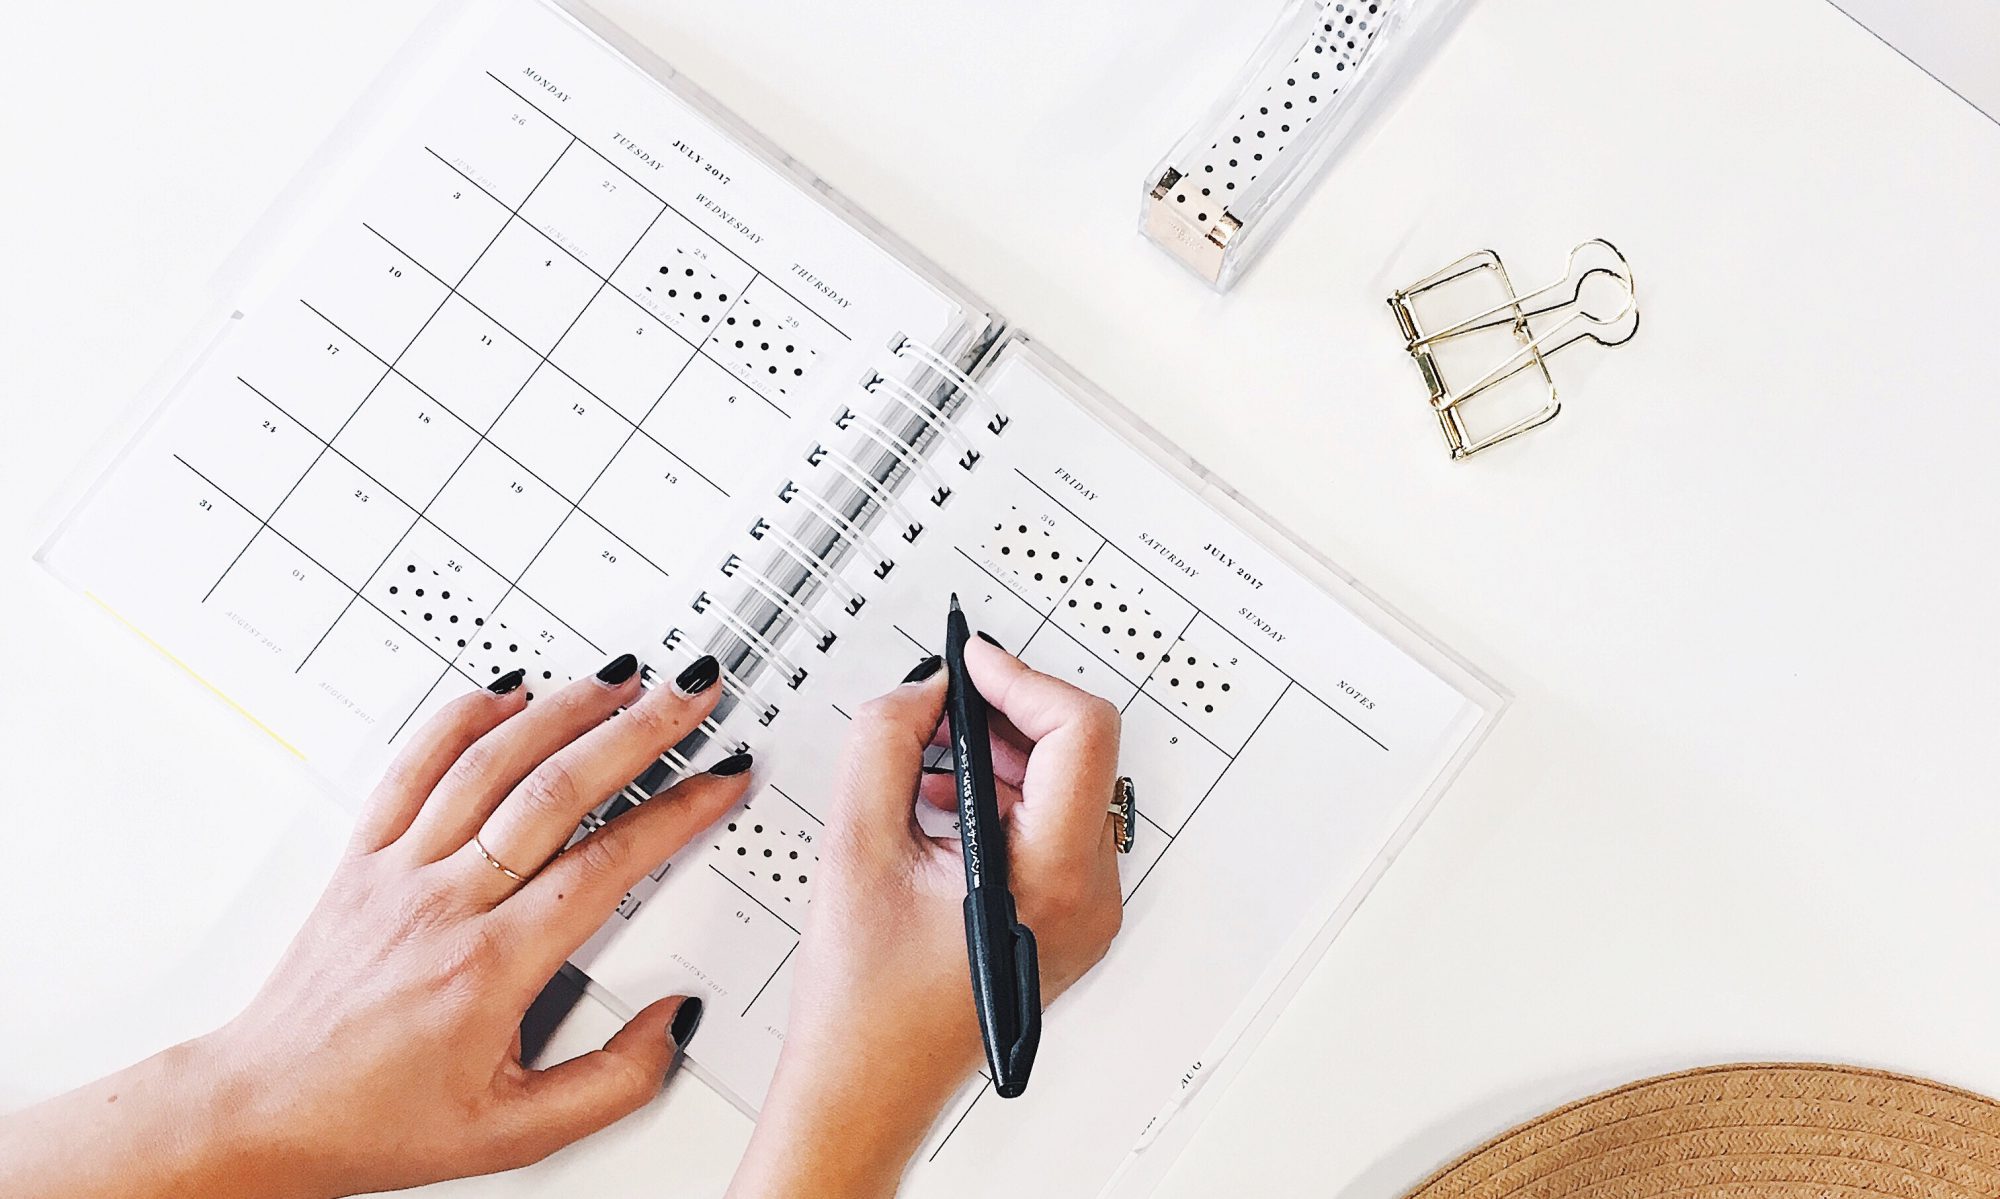 JULY 2017
MONDAY TUESDAY WEDNESDAY THURSDAY
26 27 28 29
JUNE 2017 JUNE 2017 JUNE 2017 JUNE 2017
3 4 5 6
10 11 12 13
17 18 19 20
24 25 26 27
31 01 02
AUGUST 2017 AUGUST 2017
JULY 2017
FRIDAY SATURDAY SUNDAY NOTES
30 1 2
JUNE 2017
7 8 9
28
04
AUGUST 2017
AUG